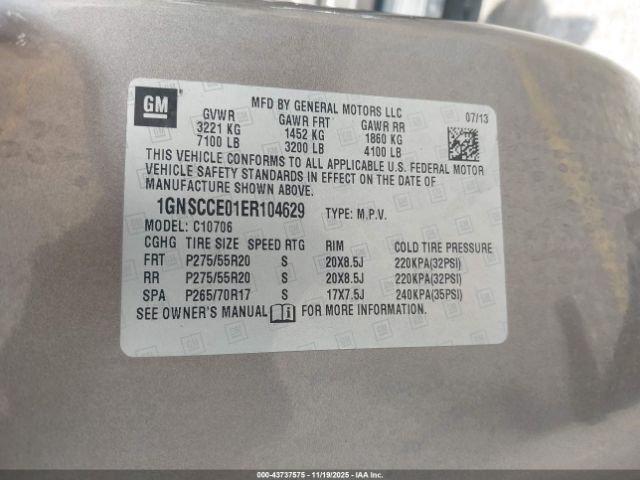 GM
MFD BY GENERAL MOTORS LLC 07/13
GVWR GAWR FRT GAWR RR
3221 KG 1452 KG 1860 KG
7100 LB 3200 LB 4100 LB
THIS VEHICLE CONFORMS TO ALL APPLICABLE U.S. FEDERAL MOTOR
VEHICLE SAFETY STANDARDS IN EFFECT ON THE DATE OF
MANUFACTURE SHOWN ABOVE.
1GNSCCE01ER104629 TYPE: M.P.V.
MODEL: C10706
CGHG TIRE SIZE SPEED RTG RIM COLD TIRE PRESSURE
FRT P275/55R20 S 20X8.5J 220KPA(32PSI)
RR P275/55R20 S 20X8.5J 220KPA(32PSI)
SPA P265/70R17 S 17X7.5J 240KPA(35PSI)
SEE OWNER'S MANUAL FOR MORE INFORMATION.
000-43737575 - 11/19/2025 - IAAI, Inc.